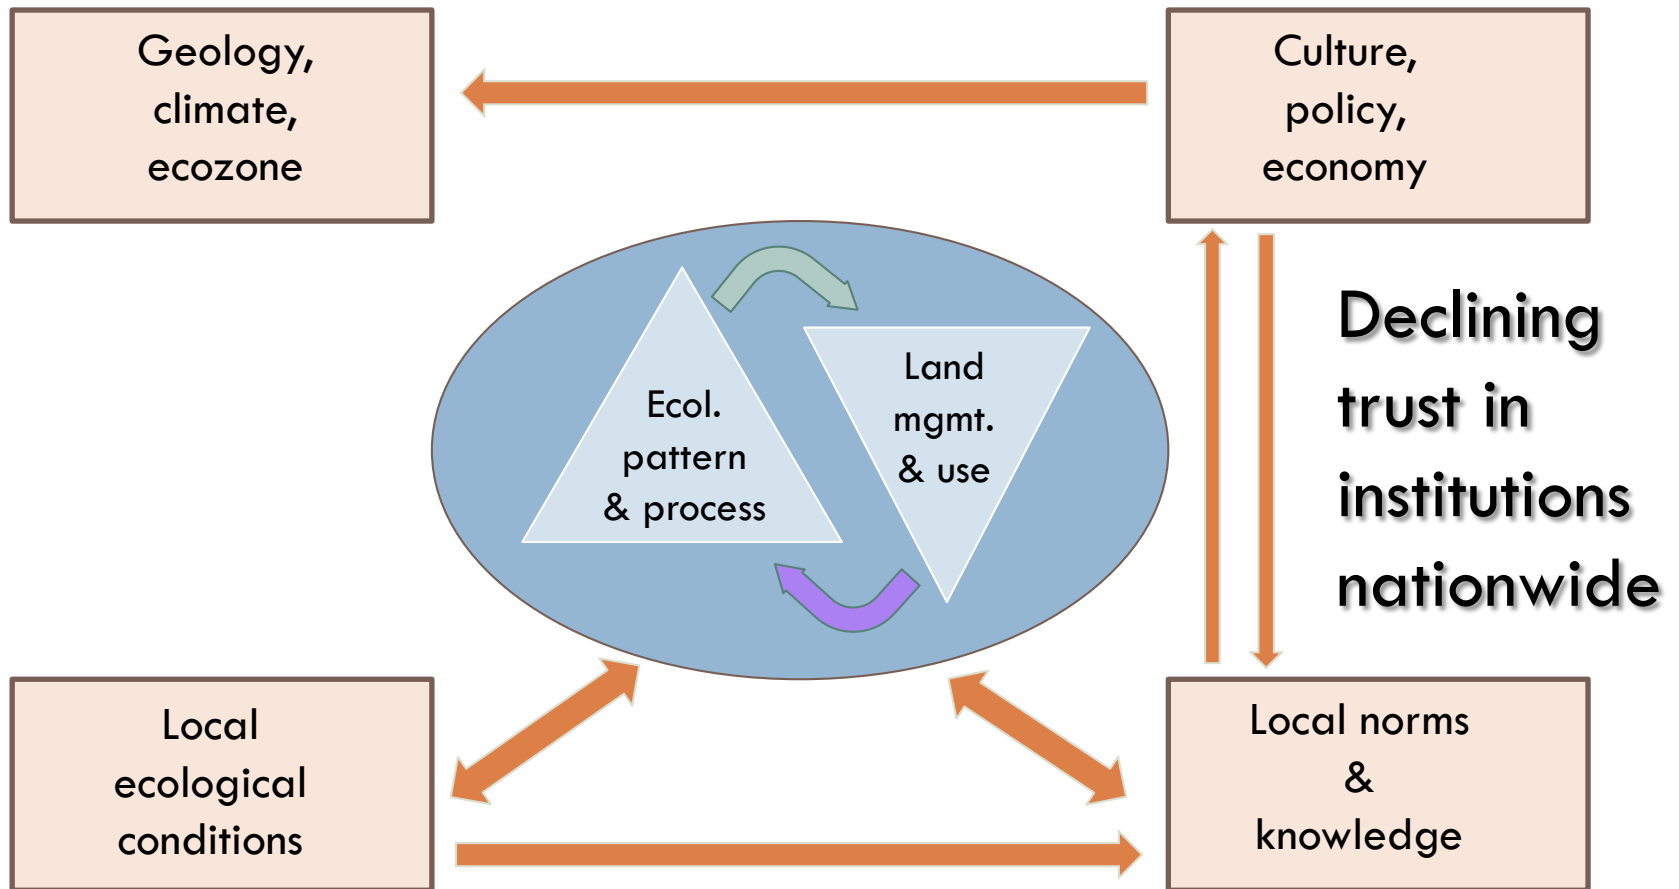 Geology,
climate,
ecozone
Culture,
policy,
economy
Ecol.
pattern
& process
Land
mgmt.
& use
Declining
trust in
institutions
nationwide
Local
ecological
conditions
Local norms
&
knowledge